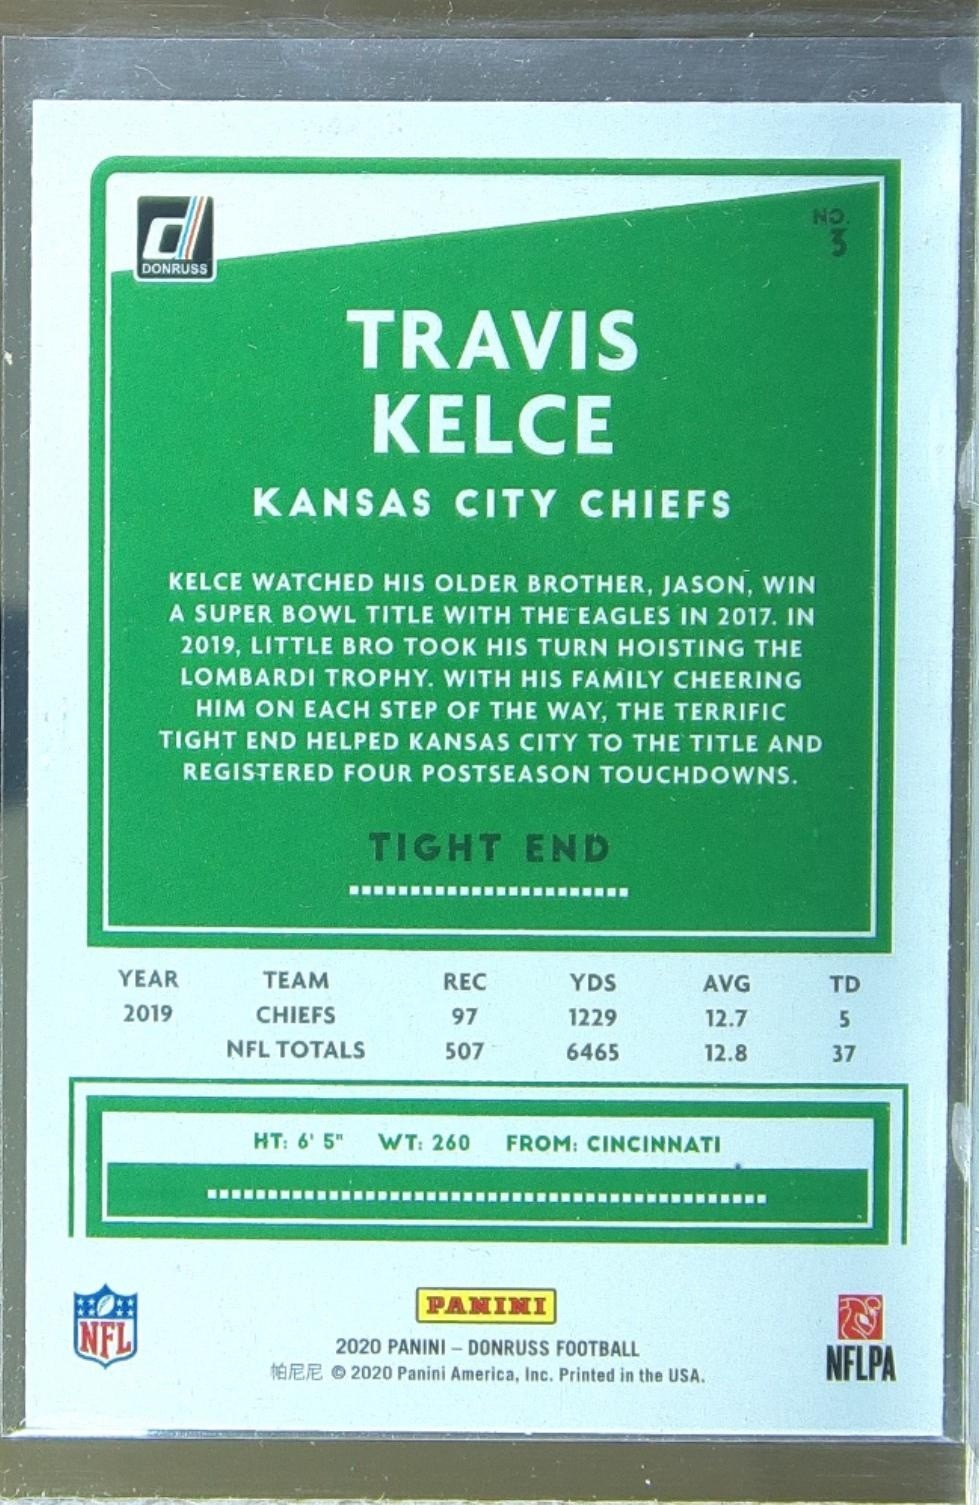 DONRUSS
NO.
3
TRAVIS
KELCE
KANSAS CITY CHIEFS
KELCE WATCHED HIS OLDER BROTHER, JASON, WIN
A SUPER BOWL TITLE WITH THE EAGLES IN 2017. IN
2019, LITTLE BRO TOOK HIS TURN HOISTING THE
LOMBARDI TROPHY. WITH HIS FAMILY CHEERING
HIM ON EACH STEP OF THE WAY, THE TERRIFIC
TIGHT END HELPED KANSAS CITY TO THE TITLE AND
REGISTERED FOUR POSTSEASON TOUCHDOWNS.
TIGHT END
YEAR TEAM REC YDS AVG TD
2019 CHIEFS 97 1229 12.7 5
NFL TOTALS 507 6465 12.8 37
HT: 6' 5" WT: 260 FROM: CINCINNATI
NFL
PANINI
2020 PANINI – DONRUSS FOOTBALL
帕尼尼 © 2020 Panini America, Inc. Printed in the USA.
NFLPA